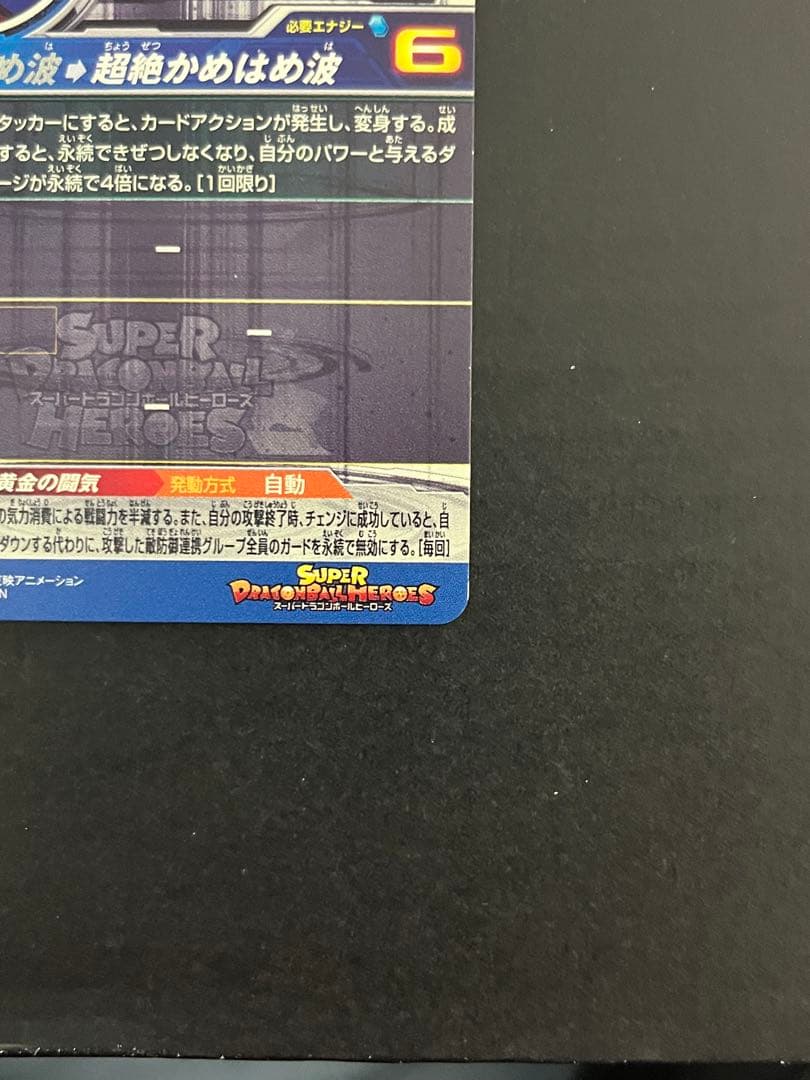 必要エナジー 6
め波➡超絶かめはめ波
タッカーにすると、カードアクションが発生し、変身する。成
すると、永続できぜつしなくなり、自分のパワーと与えるダ
ージが永続で4倍になる。[1回限り]
SUPER
DRAGON BALL
スーパードラゴンボールヒーローズ
HEROES
黄金の闘気 発動方式 自動
の気力消費による戦闘力を半減する。また、自分の攻撃終了時、チェンジに成功していると、自
ダウンする代わりに、攻撃した敵防御連携グループ全員のガードを永続で無効にする。[毎回]
映アニメーション
N
SUPER
DRAGON BALL HEROES
スーパードラゴンボールヒーローズ